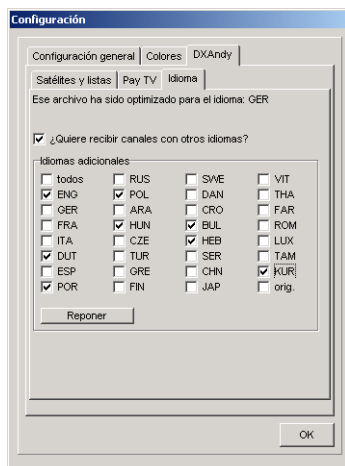 Configuración
Configuración general Colores DXAndy
Satélites y listas Pay TV Idioma
Ese archivo ha sido optimizado para el idioma: GER
¿Quiere recibir canales con otros idiomas?
Idiomas adicionales
todos RUS SWE VIT
ENG POL DAN THA
GER ARA CRO FAR
FRA HUN BUL ROM
ITA CZE HEB LUX
DUT TUR SER TAM
ESP GRE CHN KUR
POR FIN JAP orig.
Reponer
OK